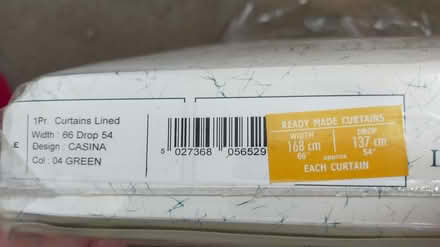 1Pr. Curtains Lined
Width : 66 Drop 54
Design : CASINA
£
Col : 04 GREEN
5 027368 056529
READY MADE CURTAINS
WIDTH DROP
168 cm 137 cm
66" approx 54"
EACH CURTAIN